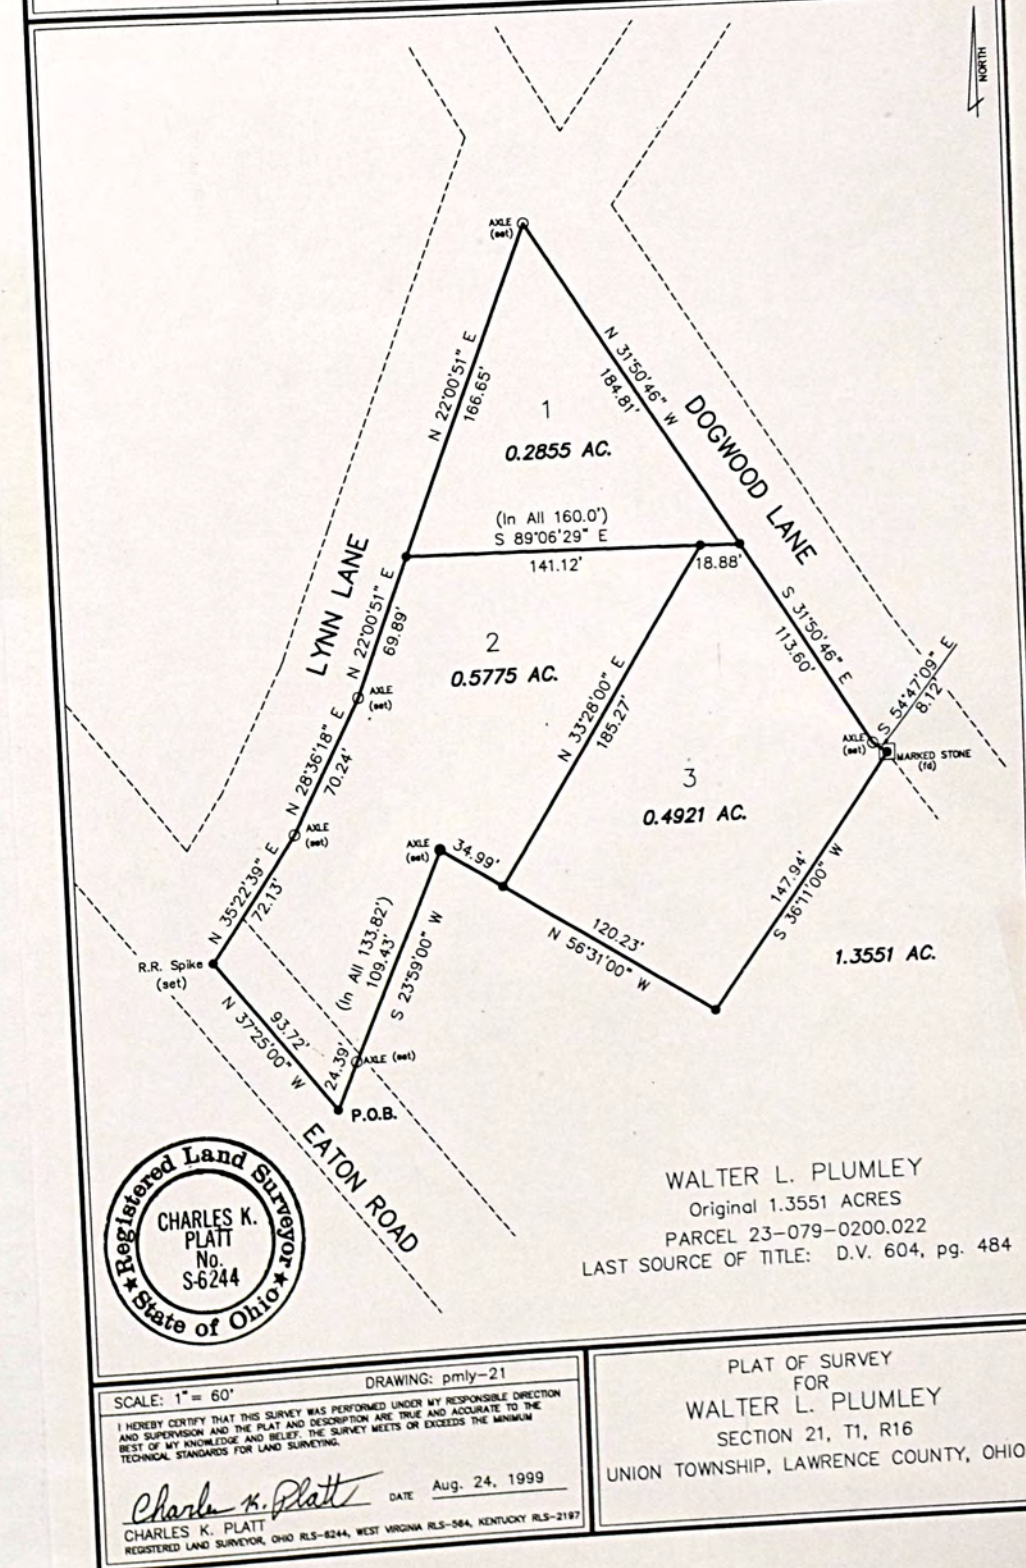 NORTH
AXLE
(set)
N 22°00'51" E
166.65'
N 31°50'46" W
184.81'
1
0.2855 AC.
DOGWOOD LANE
(In All 160.0')
S 89°06'29" E
141.12'
18.88'
LYNN LANE
N 22°00'51" E
69.89'
S 31°50'46" E
113.60'
2
0.5775 AC.
N 33°28'00" E
185.27'
S 54°47'09" E
8.12'
AXLE
(set)
AXLE
(set)
MARKED STONE
(fd)
N 28°36'18" E
70.24'
3
0.4921 AC.
AXLE
(set)
AXLE
(set)
34.99'
N 35°22'39" E
72.13'
147.94'
S 36°11'00" W
120.23'
N 56°31'00" W
1.3551 AC.
(In All 133.82')
109.43'
S 23°59'00" W
R.R. Spike
(set)
93.72'
N 37°25'00" W
24.39'
AXLE (set)
P.O.B.
EATON ROAD
Registered Land Surveyor
CHARLES K.
PLATT
No.
S-6244
State of Ohio
WALTER L. PLUMLEY
Original 1.3551 ACRES
PARCEL 23-079-0200.022
LAST SOURCE OF TITLE: D.V. 604, pg. 484
SCALE: 1" = 60'
DRAWING: pmly-21
I HEREBY CERTIFY THAT THIS SURVEY WAS PERFORMED UNDER MY RESPONSIBLE DIRECTION
AND SUPERVISION AND THE PLAT AND DESCRIPTION ARE TRUE AND ACCURATE TO THE
BEST OF MY KNOWLEDGE AND BELIEF. THE SURVEY MEETS OR EXCEEDS THE MINIMUM
TECHNICAL STANDARDS FOR LAND SURVEYING.
Charles K. Platt
DATE Aug. 24, 1999
CHARLES K. PLATT
REGISTERED LAND SURVEYOR, OHIO RLS-6244, WEST VIRGINIA RLS-564, KENTUCKY RLS-2197
PLAT OF SURVEY
FOR
WALTER L. PLUMLEY
SECTION 21, T1, R16
UNION TOWNSHIP, LAWRENCE COUNTY, OHIO